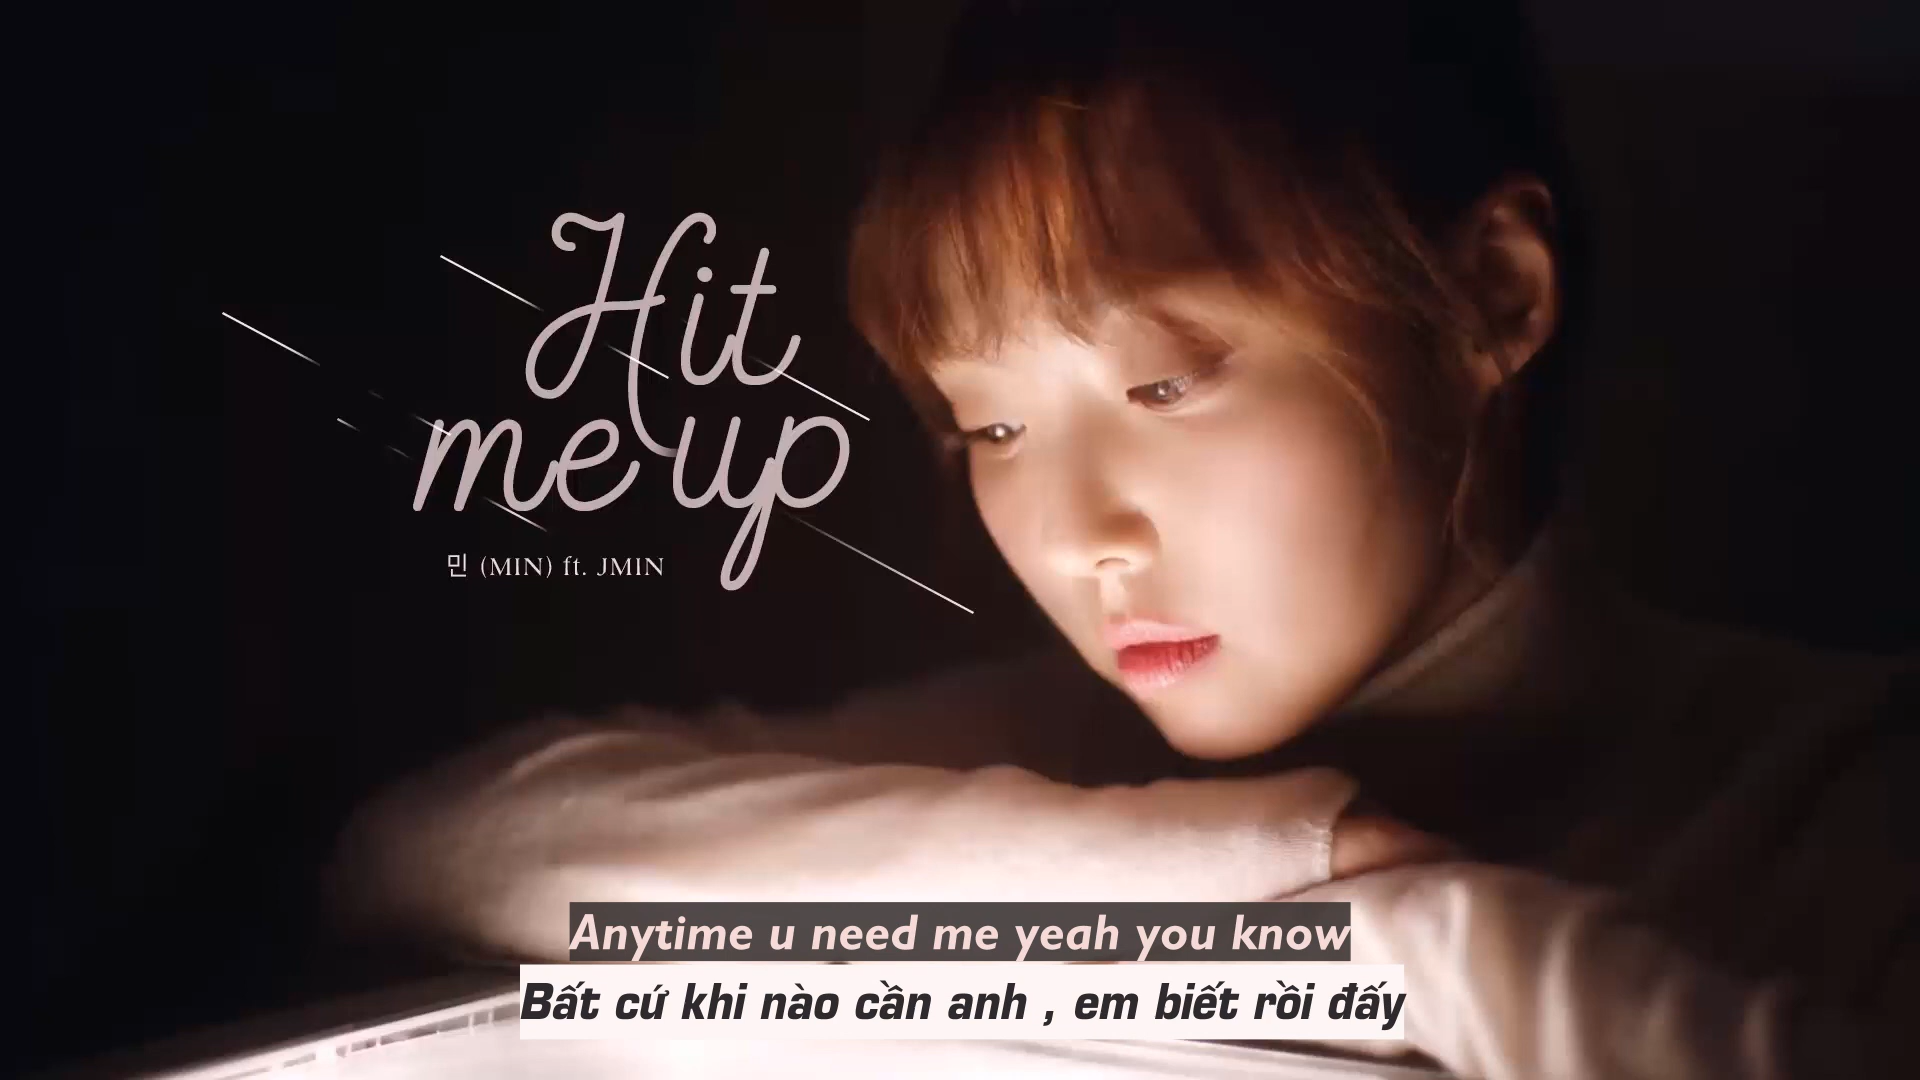 Hit
me up
민 (MIN) ft. JMIN
Anytime u need me yeah you know
Bất cứ khi nào cần anh , em biết rồi đấy